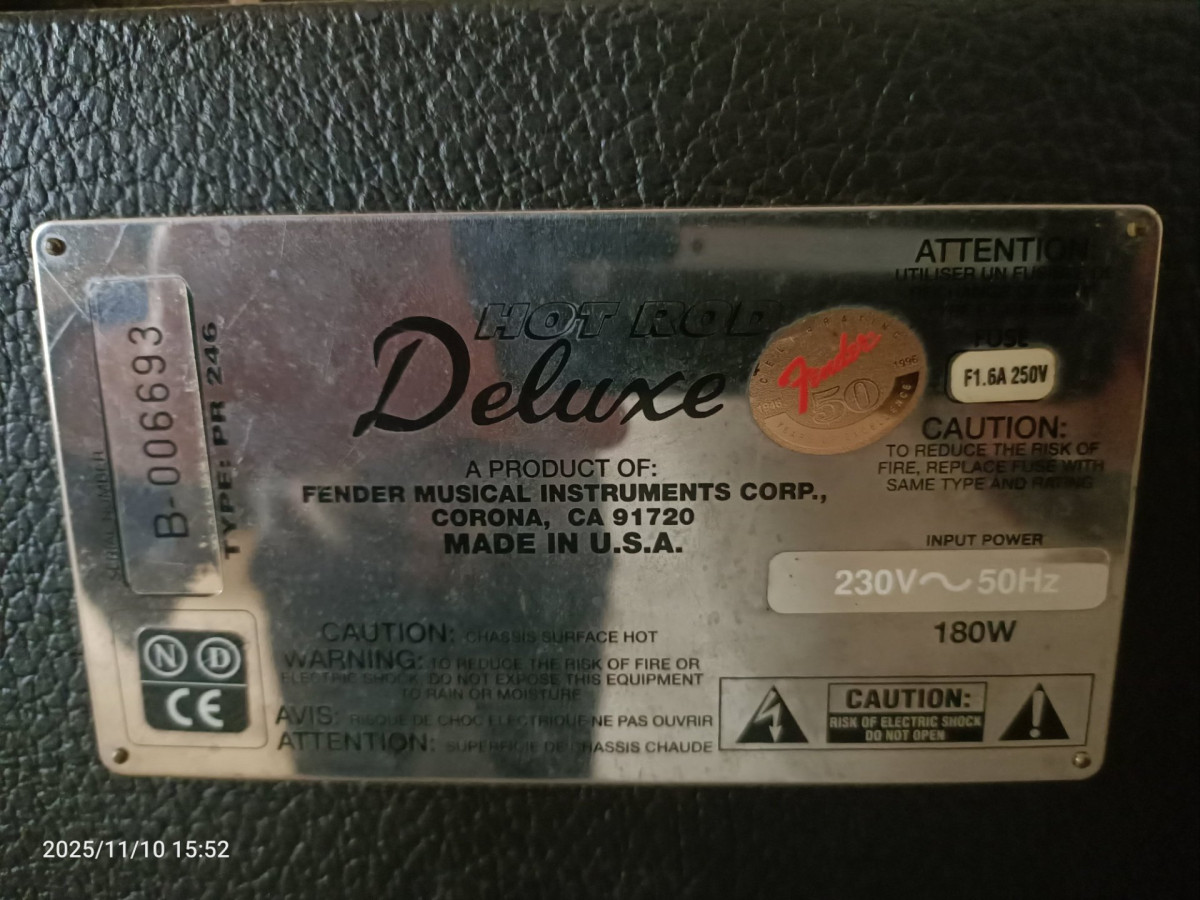 SERIAL NUMBER
B-006693
TYPE: PR 246
HOT ROD
Deluxe
A PRODUCT OF:
FENDER MUSICAL INSTRUMENTS CORP.,
CORONA, CA 91720
MADE IN U.S.A.
Fender
50
1946
1996
ATTENTION
UTILISER UN
FUSE
F1.6A 250V
CAUTION:
TO REDUCE THE RISK OF
FIRE, REPLACE FUSE WITH
SAME TYPE AND RATING
INPUT POWER
230V~50Hz
180W
N D
CE
CAUTION: CHASSIS SURFACE HOT
WARNING: TO REDUCE THE RISK OF FIRE OR
ELECTRIC SHOCK DO NOT EXPOSE THIS EQUIPMENT
TO RAIN OR MOISTURE
AVIS: RISQUE DE CHOC ELECTRIQUE-NE PAS OUVRIR
ATTENTION: SUPERFICIE DE CHASSIS CHAUDE
CAUTION:
RISK OF ELECTRIC SHOCK
DO NOT OPEN
2025/11/10 15:52